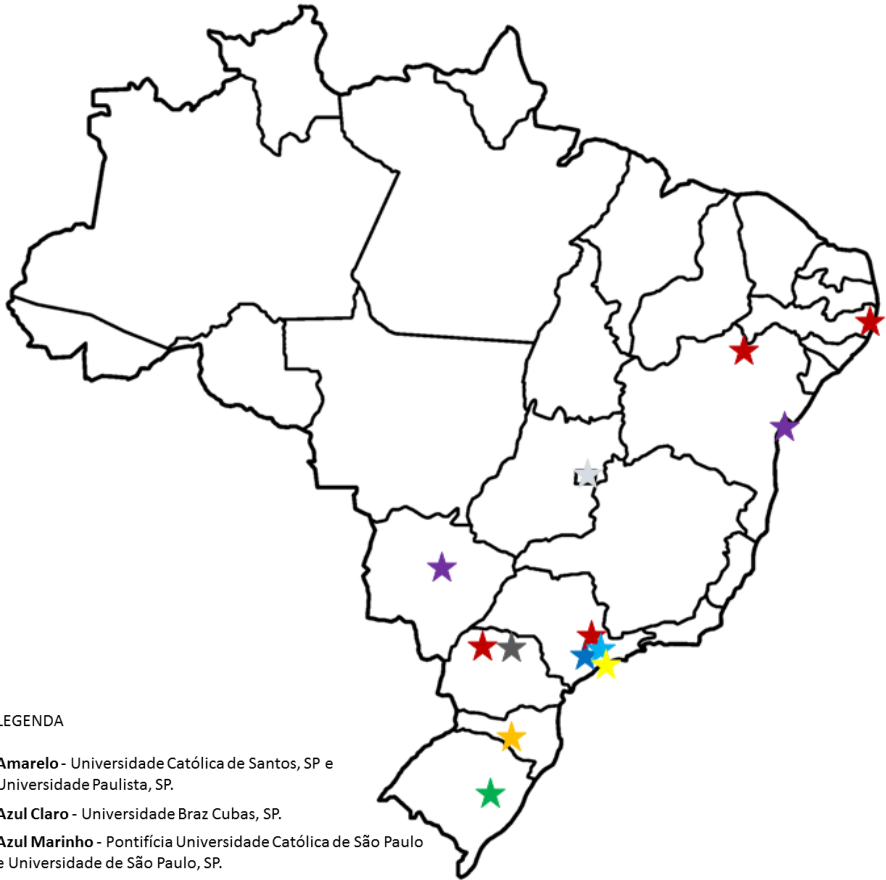 LEGENDA
Amarelo - Universidade Católica de Santos, SP e
Universidade Paulista, SP.
Azul Claro - Universidade Braz Cubas, SP.
Azul Marinho - Pontifícia Universidade Católica de São Paulo
e Universidade de São Paulo, SP.